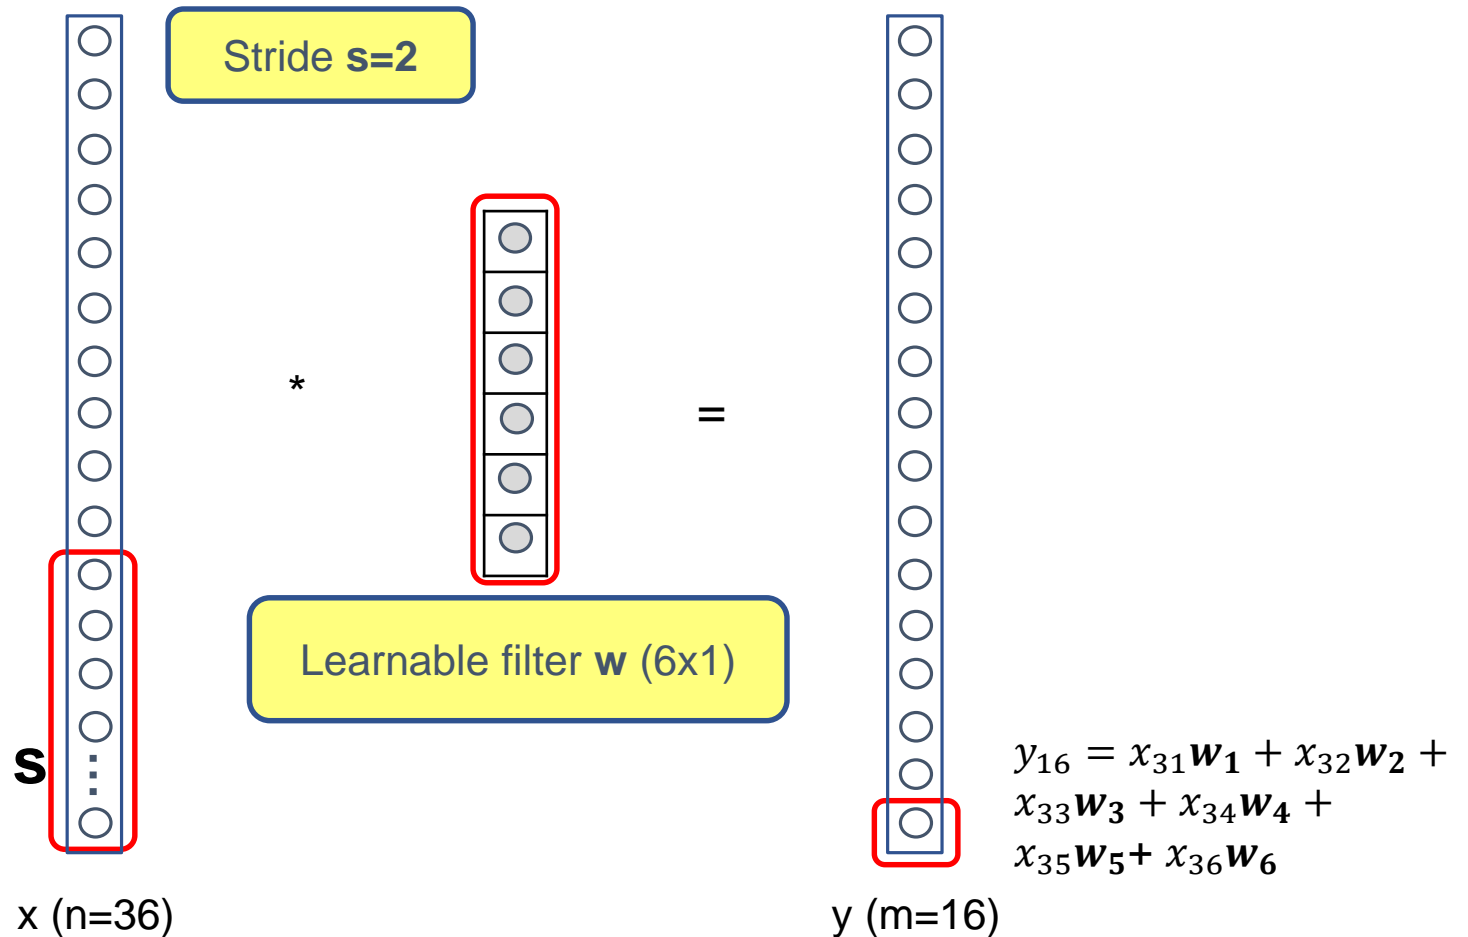 Stride s=2
*
=
Learnable filter w (6x1)
s
y₁₆ = x₃₁w₁ + x₃₂w₂ +
x₃₃w₃ + x₃₄w₄ +
x₃₅w₅+ x₃₆w₆
x (n=36)
y (m=16)